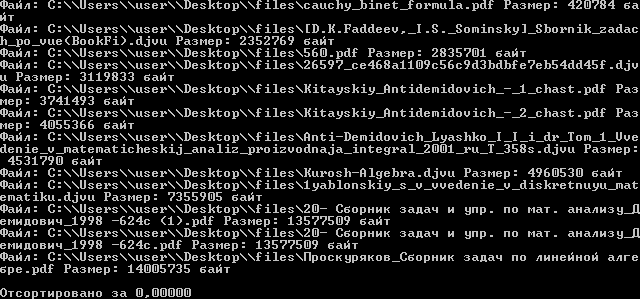 Файл: C:\\Users\\user\\Desktop\\files\cauchy_binet_formula.pdf Размер: 420784 ба
йт
Файл: C:\\Users\\user\\Desktop\\files\[D.K.Faddeev,_I.S._Sominsky]_Sbornik_zadac
h_po_vue(BookFi).djvu Размер: 2352769 байт
Файл: C:\\Users\\user\\Desktop\\files\560.pdf Размер: 2835701 байт
Файл: C:\\Users\\user\\Desktop\\files\26597_ce468a1109c56c9d3bdbfe7eb54dd45f.djv
u Размер: 3119833 байт
Файл: C:\\Users\\user\\Desktop\\files\Kitayskiy_Antidemidovich_-_1_chast.pdf Раз
мер: 3741493 байт
Файл: C:\\Users\\user\\Desktop\\files\Kitayskiy_Antidemidovich_-_2_chast.pdf Раз
мер: 4055366 байт
Файл: C:\\Users\\user\\Desktop\\files\Anti-Demidovich_Lyashko_I_I_i_dr_Tom_1_Vve
denie_v_matematicheskij_analiz_proizvodnaja_integral_2001_ru_T_358s.djvu Размер:
 4531790 байт
Файл: C:\\Users\\user\\Desktop\\files\Kurosh-Algebra.djvu Размер: 4960530 байт
Файл: C:\\Users\\user\\Desktop\\files\1yablonskiy_s_v_vvedenie_v_diskretnuyu_mat
ematiku.djvu Размер: 7355905 байт
Файл: C:\\Users\\user\\Desktop\\files\20- Сборник задач и упр. по мат. анализу_Д
емидович_1998 -624с (1).pdf Размер: 13577509 байт
Файл: C:\\Users\\user\\Desktop\\files\20- Сборник задач и упр. по мат. анализу_Д
емидович_1998 -624с.pdf Размер: 13577509 байт
Файл: C:\\Users\\user\\Desktop\\files\Проскуряков_Сборник задач по линейной алге
бре.pdf Размер: 14005735 байт
Отсортировано за 0,00000